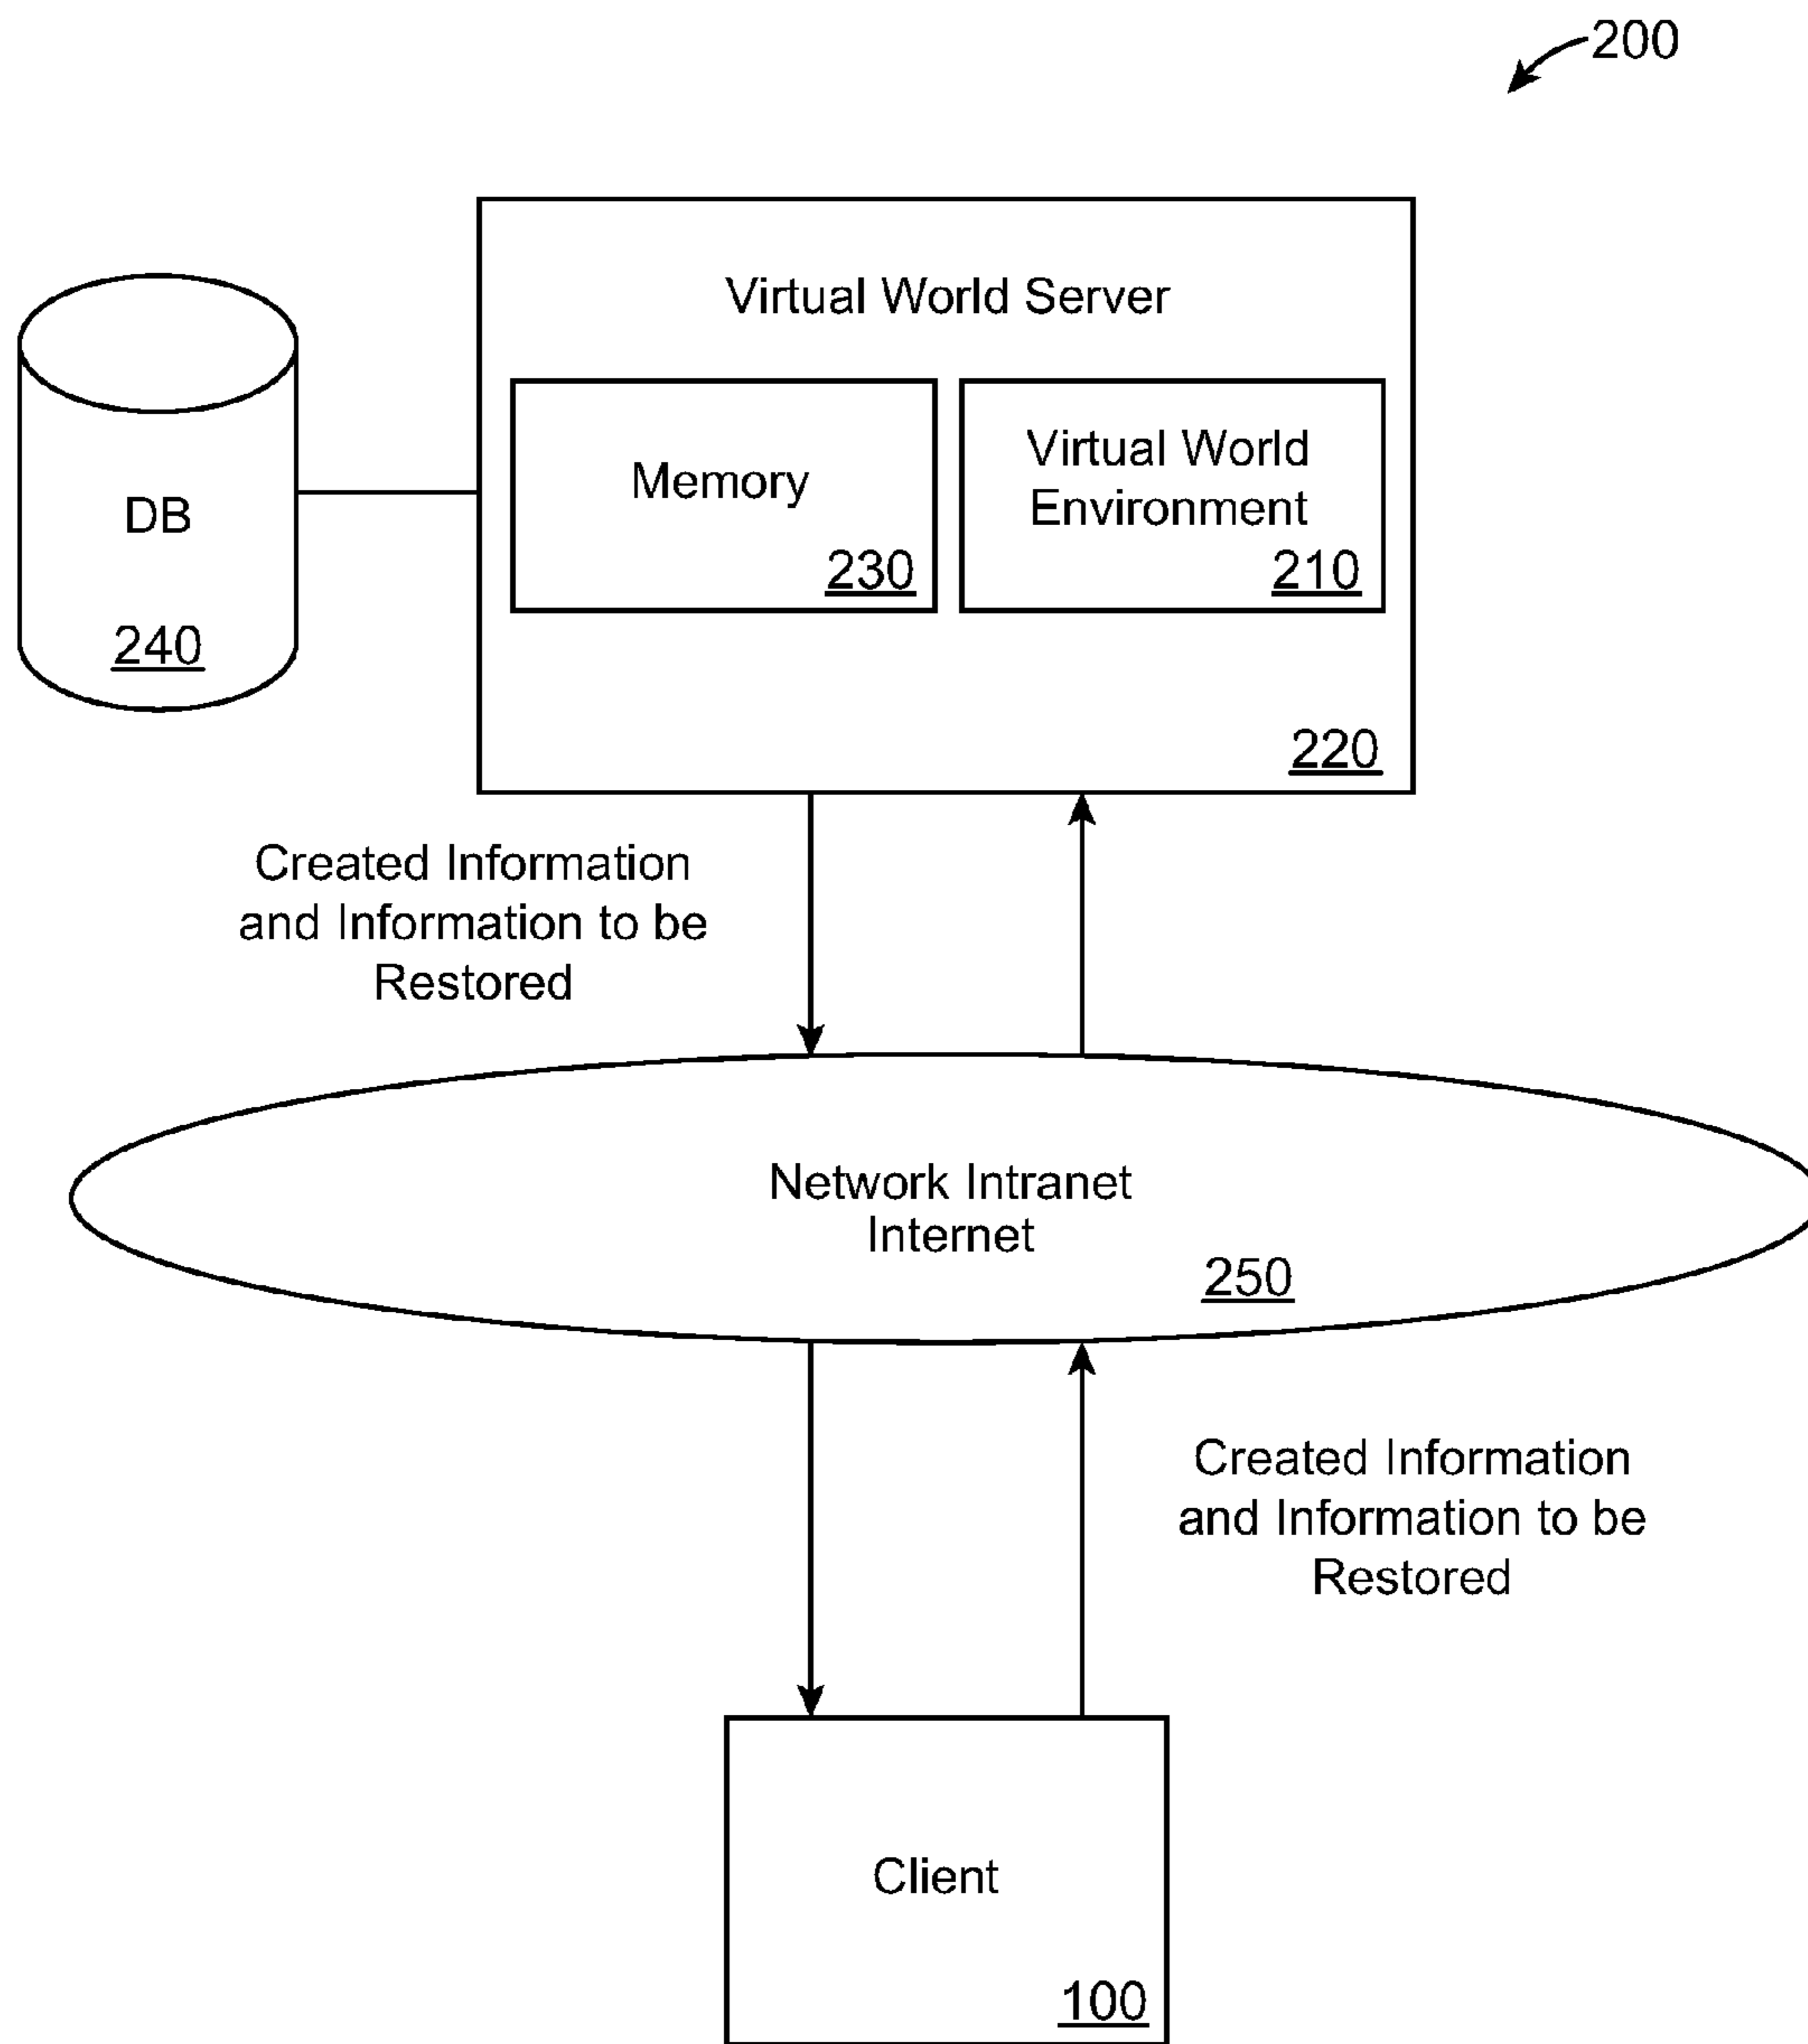 200
Virtual World Server
Memory
230
Virtual World
Environment
210
DB
240
220
Created Information
and Information to be
Restored
Network Intranet
Internet
250
Created Information
and Information to be
Restored
Client
100